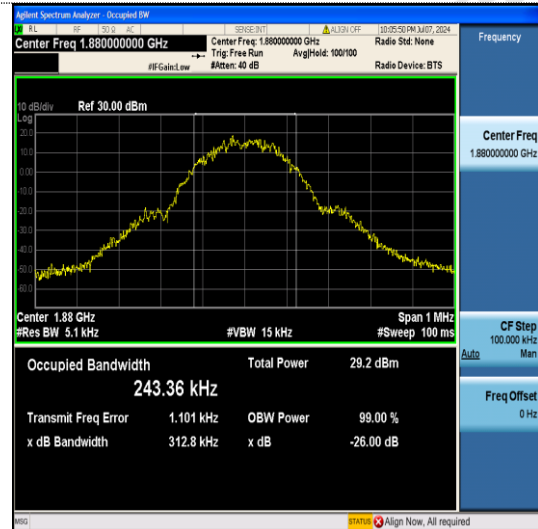 Agilent Spectrum Analyzer - Occupied BW
RL RF 50 Ω AC SENSE:INT ALIGN OFF 10:05:50 PM Jul 07, 2024
Center Freq 1.880000000 GHz
Center Freq: 1.880000000 GHz Radio Std: None
Trig: Free Run Avg|Hold: 100/100
#IFGain:Low #Atten: 40 dB Radio Device: BTS
Frequency
10 dB/div Ref 30.00 dBm
Log
20.0
10.0
0.00
-10.0
-20.0
-30.0
-40.0
-50.0
-60.0
Center Freq
1.880000000 GHz
Center 1.88 GHz Span 1 MHz
#Res BW 5.1 kHz #VBW 15 kHz #Sweep 100 ms
CF Step
100.000 kHz
Auto Man
Occupied Bandwidth Total Power 29.2 dBm
243.36 kHz
Transmit Freq Error 1.101 kHz OBW Power 99.00 %
x dB Bandwidth 312.8 kHz x dB -26.00 dB
Freq Offset
0 Hz
MSG STATUS Align Now, All required